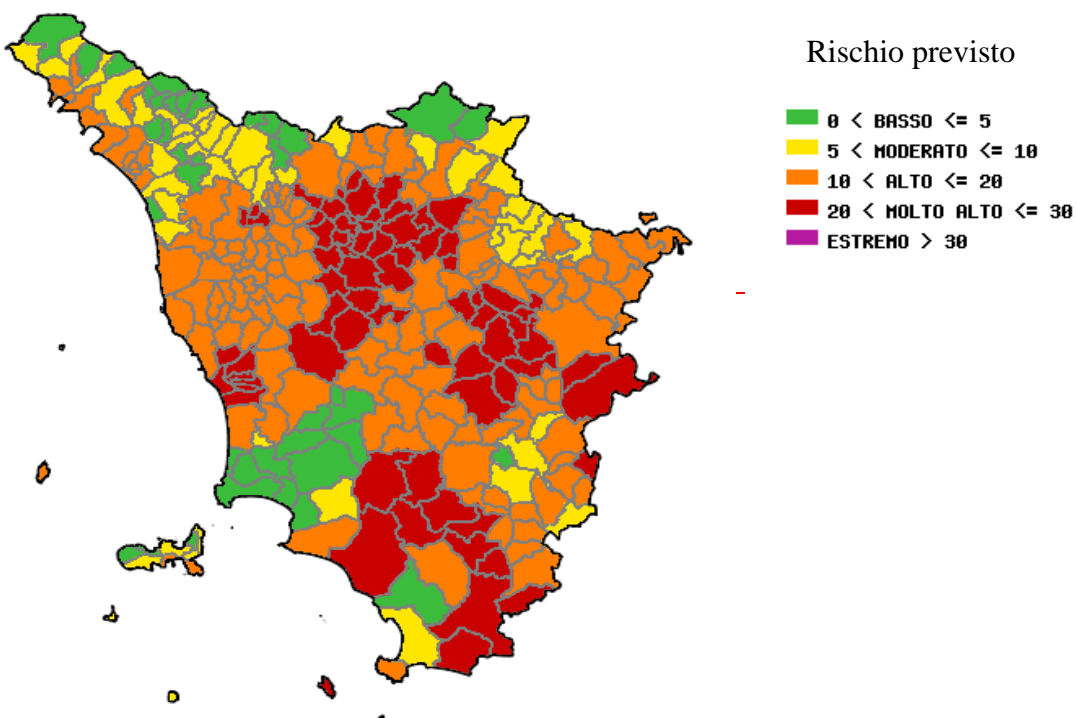 Rischio previsto
0 < BASSO <= 5
5 < MODERATO <= 10
10 < ALTO <= 20
20 < MOLTO ALTO <= 30
ESTREMO > 30